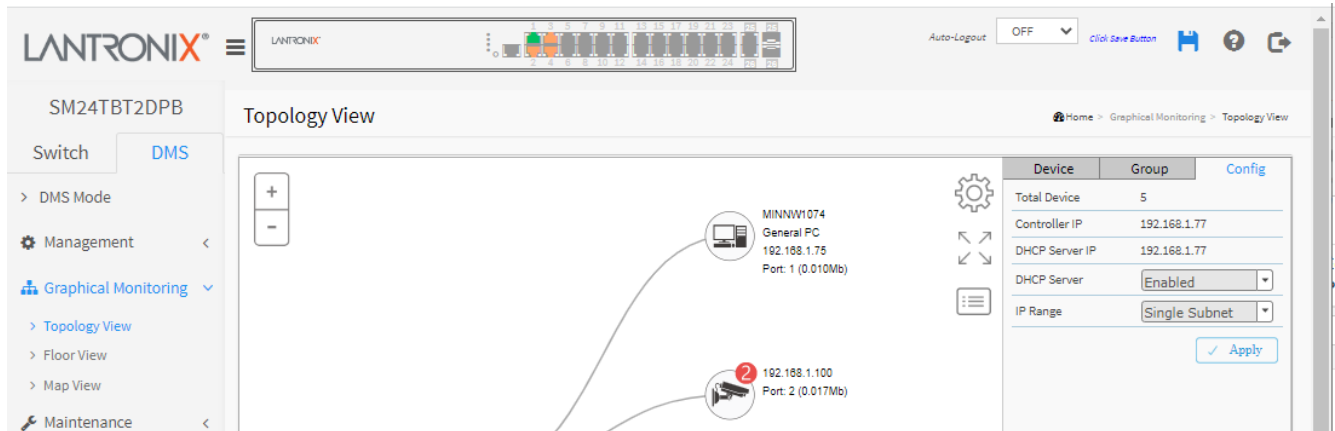 LANTRONIX®
LANTRONIX
1 3 5 7 9 11 13 15 17 19 21 23
2 4 6 8 10 12 14 16 18 20 22 24
Auto-Logout OFF Click Save Button
SM24TBT2DPB
Switch DMS
> DMS Mode
Management
Graphical Monitoring
> Topology View
> Floor View
> Map View
Maintenance
Topology View
Home > Graphical Monitoring > Topology View
+
-
MINNW1074
General PC
192.168.1.75
Port: 1 (0.010Mb)
2
192.168.1.100
Port: 2 (0.017Mb)
Device Group Config
Total Device 5
Controller IP 192.168.1.77
DHCP Server IP 192.168.1.77
DHCP Server Enabled
IP Range Single Subnet
✓ Apply